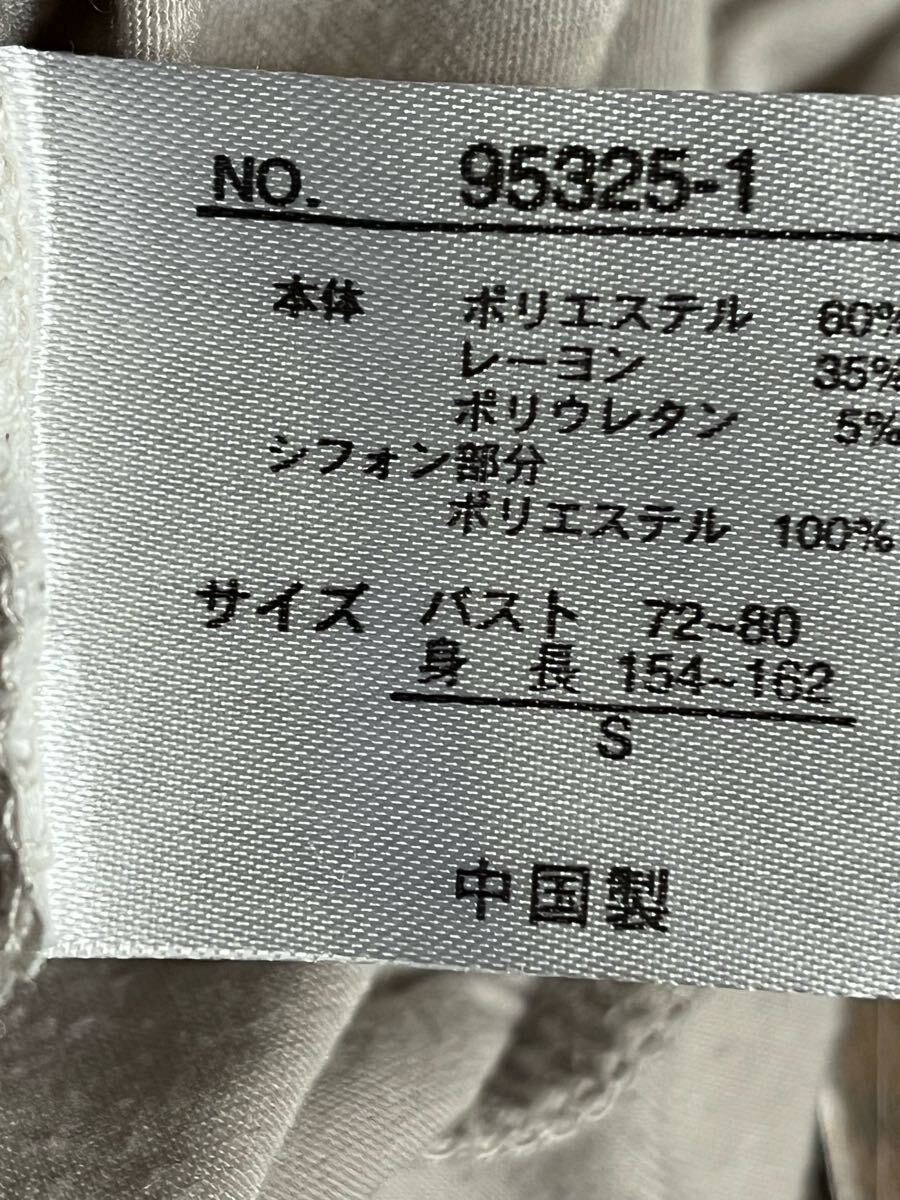 NO. 95325-1
本体 ポリエステル 60%
レーヨン 35%
ポリウレタン 5%
シフォン部分
ポリエステル 100%
サイズ バスト 72~80
身長 154~162
S
中国製